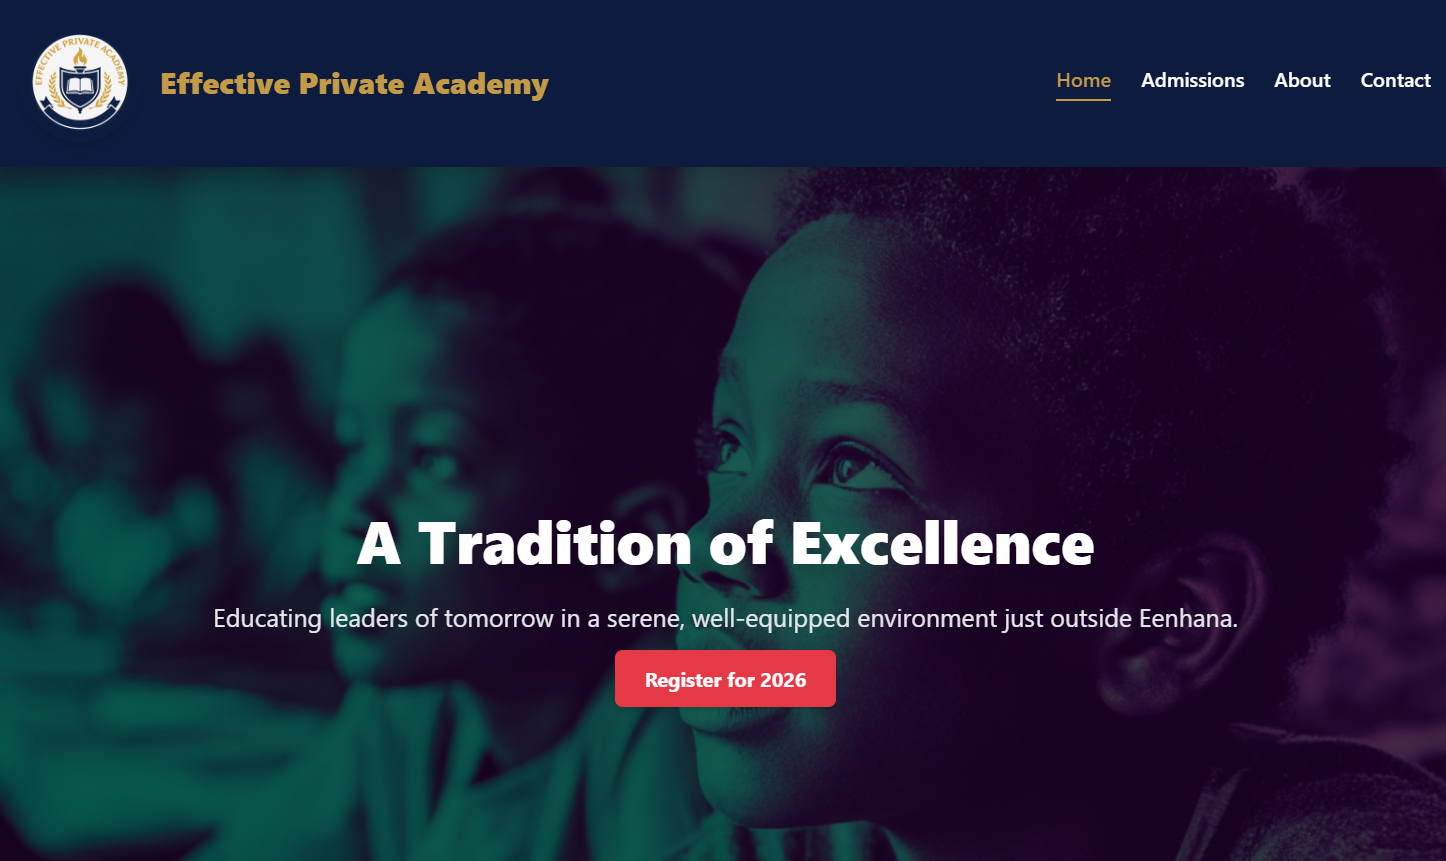 EFFECTIVE PRIVATE ACADEMY
Effective Private Academy
Home
Admissions
About
Contact
A Tradition of Excellence
Educating leaders of tomorrow in a serene, well-equipped environment just outside Eenhana.
Register for 2026